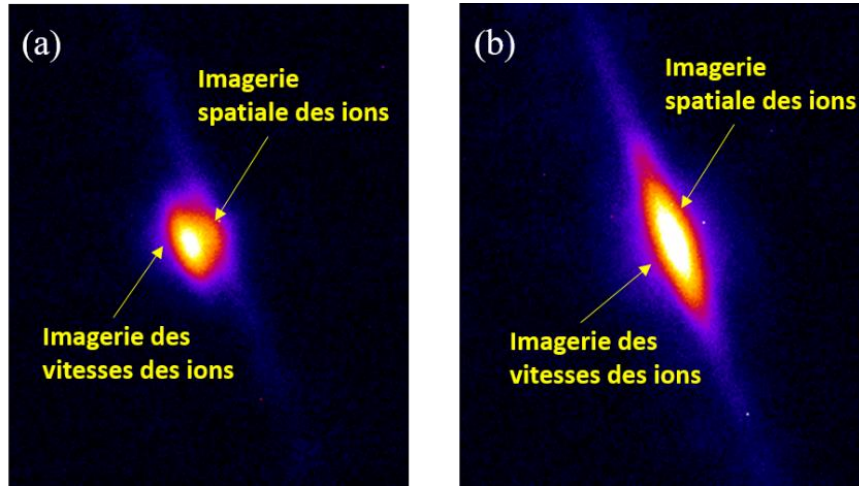 (a)
Imagerie
spatiale des ions
Imagerie des
vitesses des ions
(b)
Imagerie
spatiale des ions
Imagerie des
vitesses des ions